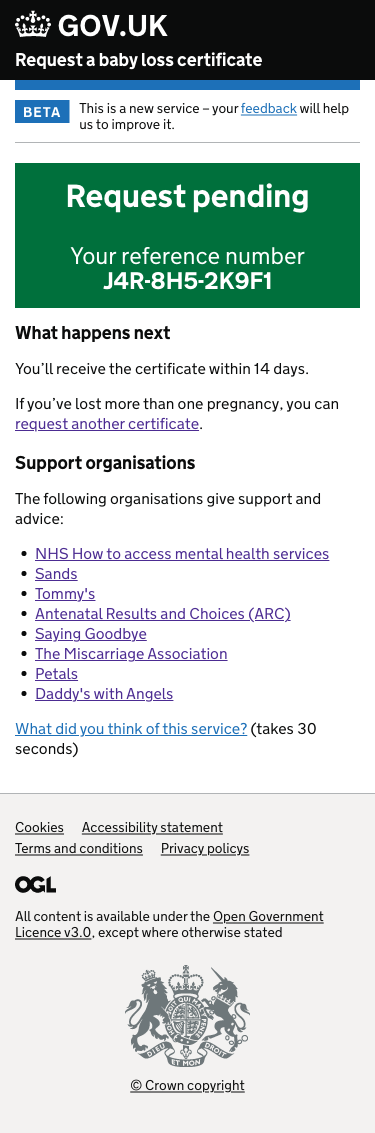 GOV.UK
Request a baby loss certificate
BETA
This is a new service – your feedback will help
us to improve it.
Request pending
Your reference number
J4R-8H5-2K9F1
What happens next
You’ll receive the certificate within 14 days.
If you’ve lost more than one pregnancy, you can
request another certificate.
Support organisations
The following organisations give support and
advice:
• NHS How to access mental health services
• Sands
• Tommy's
• Antenatal Results and Choices (ARC)
• Saying Goodbye
• The Miscarriage Association
• Petals
• Daddy's with Angels
What did you think of this service? (takes 30
seconds)
Cookies Accessibility statement
Terms and conditions Privacy policys
OGL
All content is available under the Open Government
Licence v3.0, except where otherwise stated
DIEU ET MON DROIT
© Crown copyright